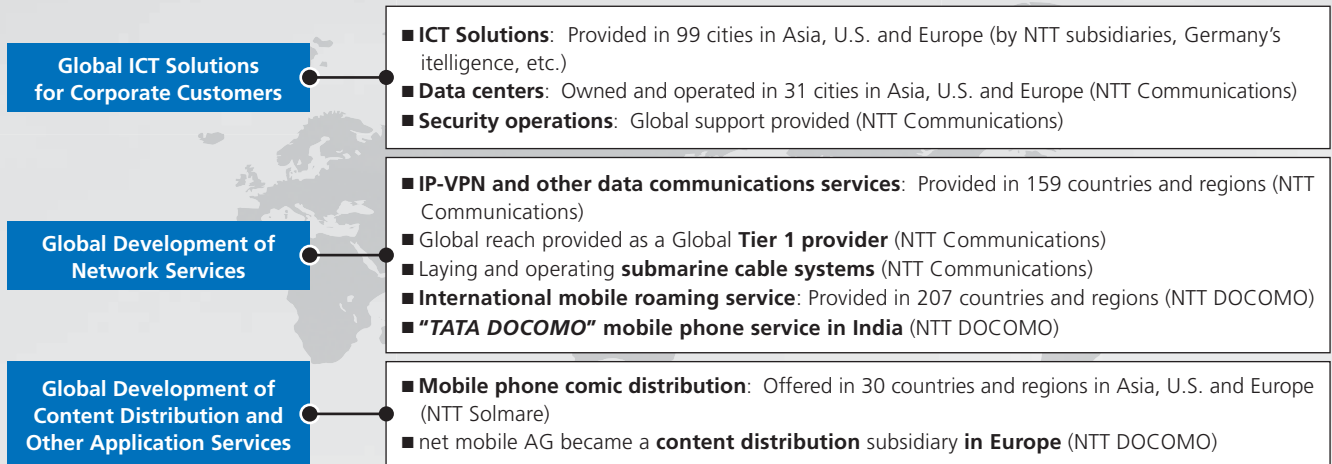 Global ICT Solutions
for Corporate Customers
■ ICT Solutions: Provided in 99 cities in Asia, U.S. and Europe (by NTT subsidiaries, Germany's
itelligence, etc.)
■ Data centers: Owned and operated in 31 cities in Asia, U.S. and Europe (NTT Communications)
■ Security operations: Global support provided (NTT Communications)
Global Development of
Network Services
■ IP-VPN and other data communications services: Provided in 159 countries and regions (NTT
Communications)
■ Global reach provided as a Global Tier 1 provider (NTT Communications)
■ Laying and operating submarine cable systems (NTT Communications)
■ International mobile roaming service: Provided in 207 countries and regions (NTT DOCOMO)
■ "TATA DOCOMO" mobile phone service in India (NTT DOCOMO)
Global Development of
Content Distribution and
Other Application Services
■ Mobile phone comic distribution: Offered in 30 countries and regions in Asia, U.S. and Europe
(NTT Solmare)
■ net mobile AG became a content distribution subsidiary in Europe (NTT DOCOMO)